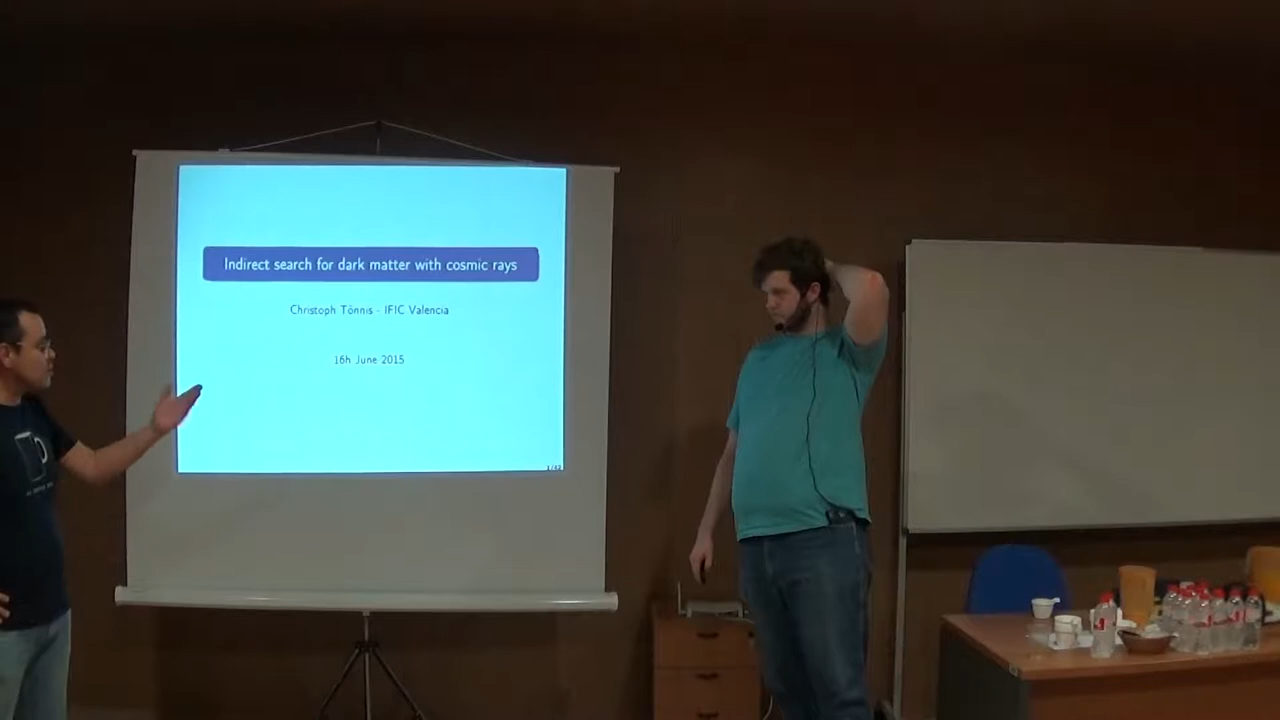 Indirect search for dark matter with cosmic rays
Christoph Tönnis - IFIC Valencia
16h June 2015